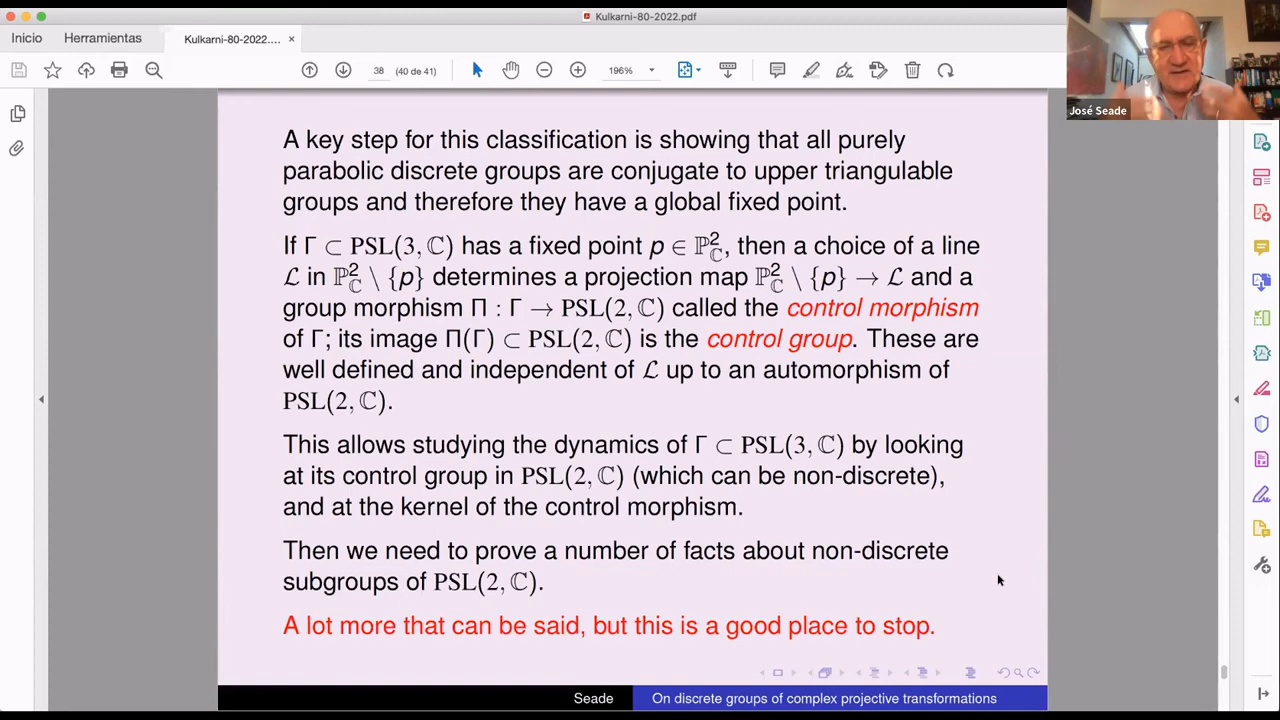 Kulkarni-80-2022.pdf
Inicio
Herramientas
Kulkarni-80-2022....
38
(40 de 41)
196%
José Seade
A key step for this classification is showing that all purely
parabolic discrete groups are conjugate to upper triangulable
groups and therefore they have a global fixed point.
If Γ ⊂ PSL(3, ℂ) has a fixed point p ∈ ℙ²_ℂ, then a choice of a line
ℒ in ℙ²_ℂ \ {p} determines a projection map ℙ²_ℂ \ {p} → ℒ and a
group morphism Π : Γ → PSL(2, ℂ) called the control morphism
of Γ; its image Π(Γ) ⊂ PSL(2, ℂ) is the control group. These are
well defined and independent of ℒ up to an automorphism of
PSL(2, ℂ).
This allows studying the dynamics of Γ ⊂ PSL(3, ℂ) by looking
at its control group in PSL(2, ℂ) (which can be non-discrete),
and at the kernel of the control morphism.
Then we need to prove a number of facts about non-discrete
subgroups of PSL(2, ℂ).
A lot more that can be said, but this is a good place to stop.
Seade
On discrete groups of complex projective transformations